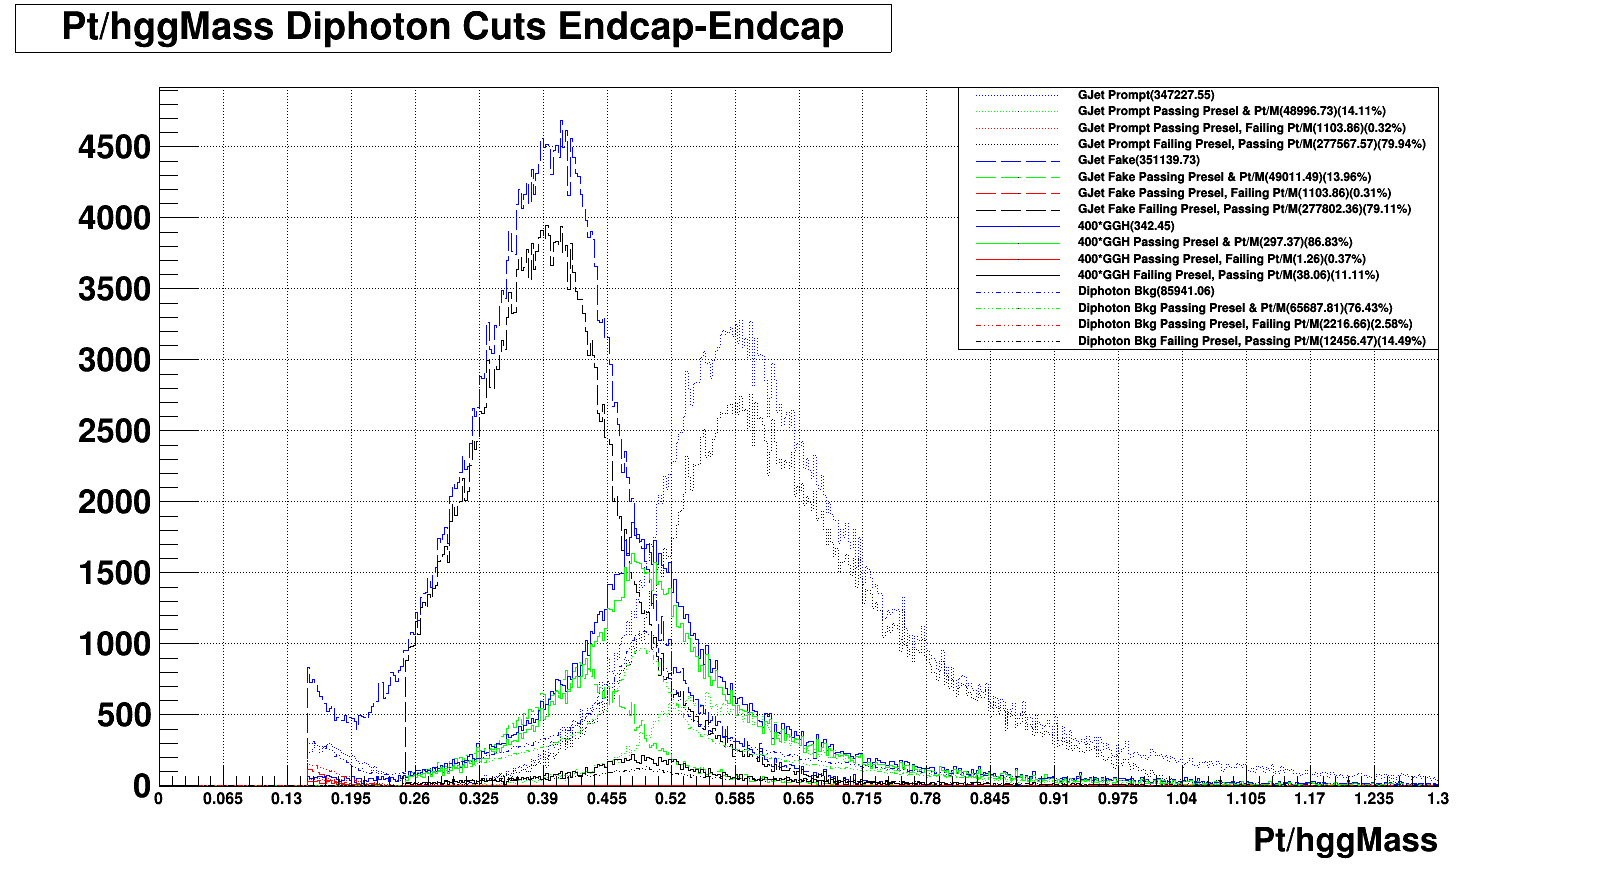 Pt/hggMass Diphoton Cuts Endcap-Endcap
GJet Prompt(347227.55)
GJet Prompt Passing Presel & Pt/M(48996.73)(14.11%)
GJet Prompt Passing Presel, Failing Pt/M(1103.86)(0.32%)
GJet Prompt Failing Presel, Passing Pt/M(277567.57)(79.94%)
GJet Fake(351139.73)
GJet Fake Passing Presel & Pt/M(49011.49)(13.96%)
GJet Fake Passing Presel, Failing Pt/M(1103.86)(0.31%)
GJet Fake Failing Presel, Passing Pt/M(277802.36)(79.11%)
400*GGH(342.45)
400*GGH Passing Presel & Pt/M(297.37)(86.83%)
400*GGH Passing Presel, Failing Pt/M(1.26)(0.37%)
400*GGH Failing Presel, Passing Pt/M(38.06)(11.11%)
Diphoton Bkg(85941.06)
Diphoton Bkg Passing Presel & Pt/M(65687.81)(76.43%)
Diphoton Bkg Passing Presel, Failing Pt/M(2216.66)(2.58%)
Diphoton Bkg Failing Presel, Passing Pt/M(12456.47)(14.49%)
4500
4000
3500
3000
2500
2000
1500
1000
500
0
0 0.065 0.13 0.195 0.26 0.325 0.39 0.455 0.52 0.585 0.65 0.715 0.78 0.845 0.91 0.975 1.04 1.105 1.17 1.235 1.3
Pt/hggMass